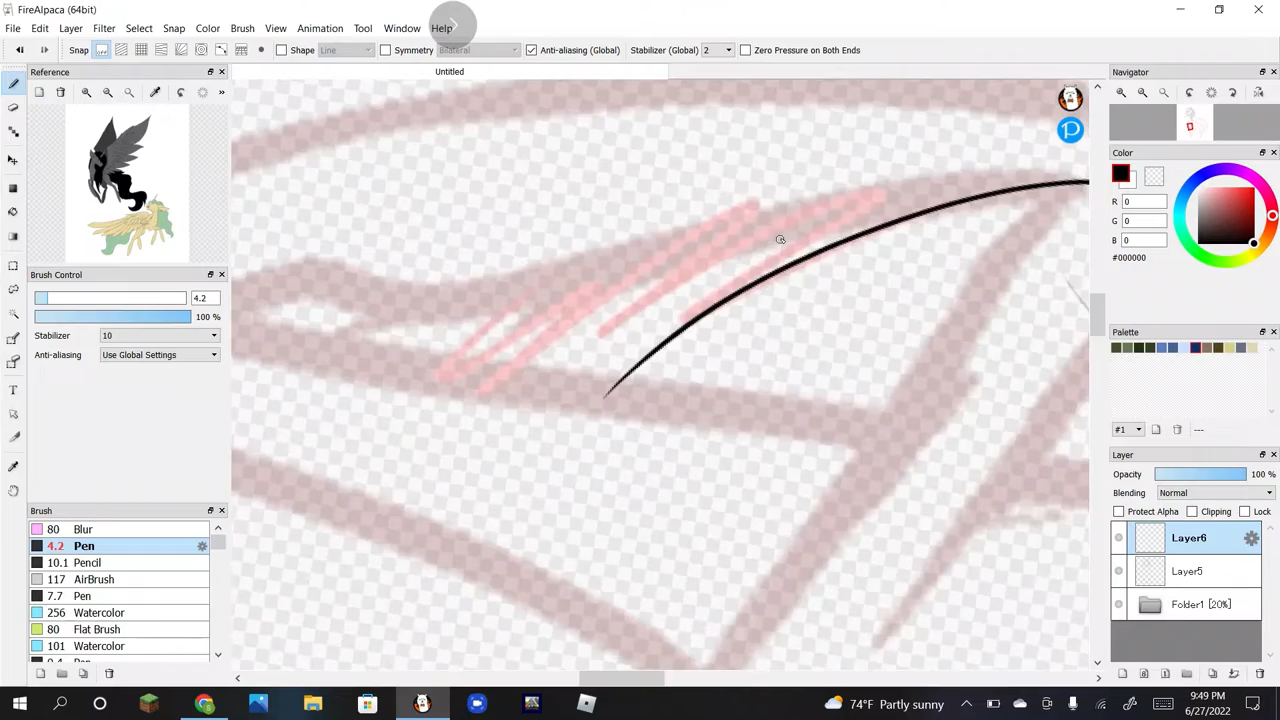 FireAlpaca (64bit)
File Edit Layer Filter Select Snap Color Brush View Animation Tool Window Help
Snap off Shape Line Symmetry Bilateral Anti-aliasing (Global) Stabilizer (Global) 2 Zero Pressure on Both Ends
Reference
Untitled
Navigator
Color
R 0
G 0
B 0
#000000
Brush Control
4.2
100 %
Stabilizer 10
Anti-aliasing Use Global Settings
Palette
#1 ---
Layer
Opacity 100 %
Blending Normal
Protect Alpha Clipping Lock
Layer6
Layer5
Folder1 [20%]
Brush
80 Blur
4.2 Pen
10.1 Pencil
117 AirBrush
7.7 Pen
256 Watercolor
80 Flat Brush
101 Watercolor
T
74°F Partly sunny
9:49 PM
6/27/2022